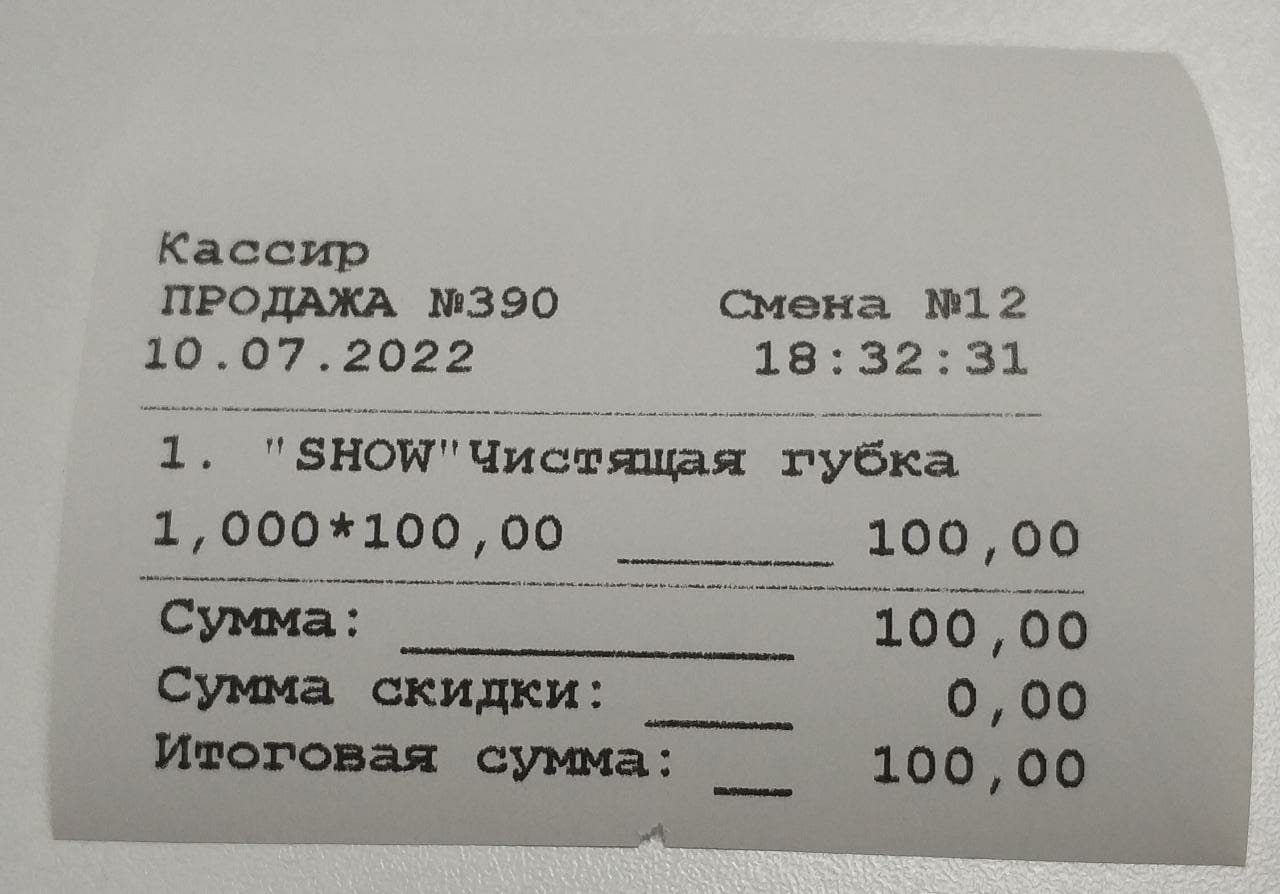 Кассир
ПРОДАЖА №390 Смена №12
10.07.2022 18:32:31
1. "SHOW"Чистящая губка
1,000*100,00 100,00
Сумма: 100,00
Сумма скидки: 0,00
Итоговая сумма: 100,00